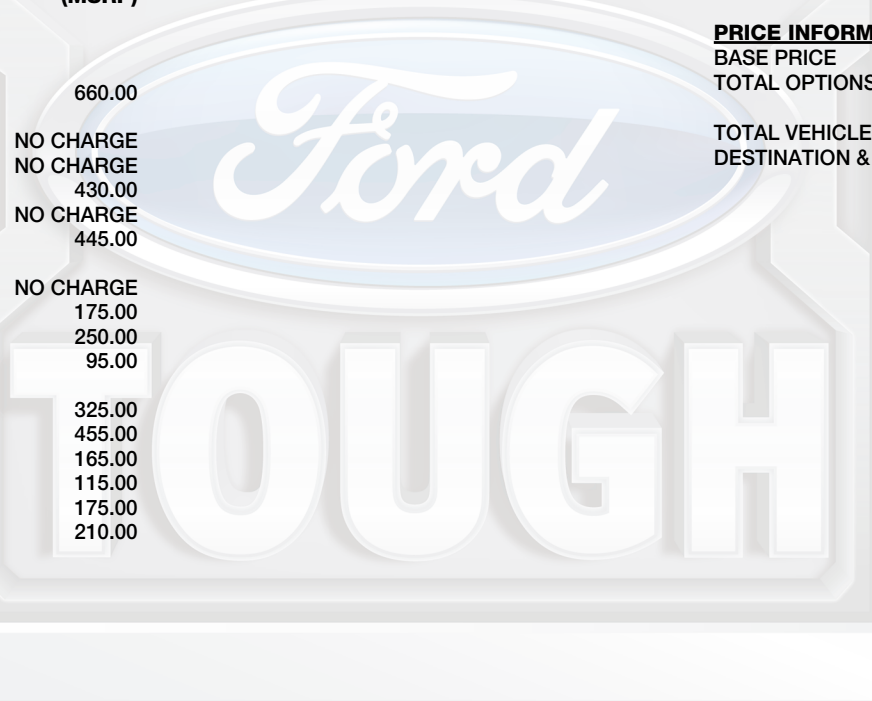 (MSRP)
660.00
NO CHARGE
NO CHARGE
430.00
NO CHARGE
445.00
NO CHARGE
175.00
250.00
95.00
325.00
455.00
165.00
115.00
175.00
210.00
PRICE INFORM
BASE PRICE
TOTAL OPTIONS
TOTAL VEHICLE
DESTINATION &
Ford
TOUGH